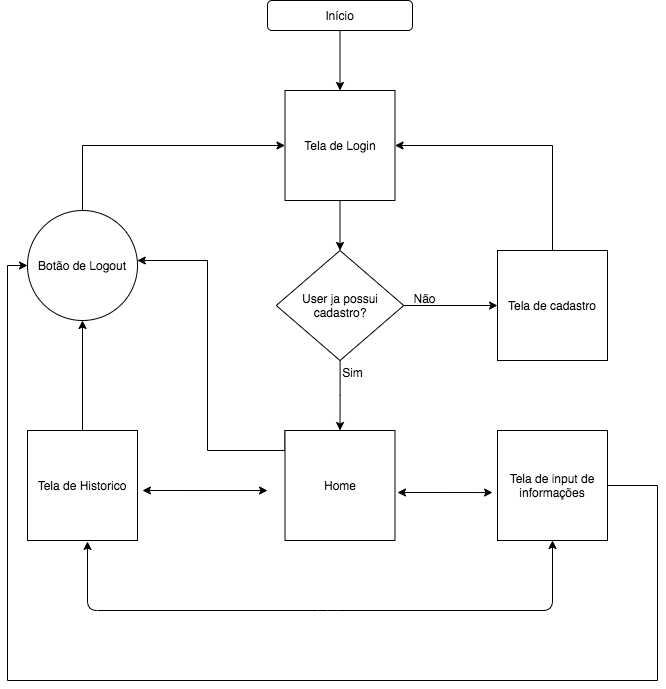 Início
Tela de Login
Botão de Logout
User ja possui
cadastro?
Não
Tela de cadastro
Sim
Tela de Historico
Home
Tela de input de
informações